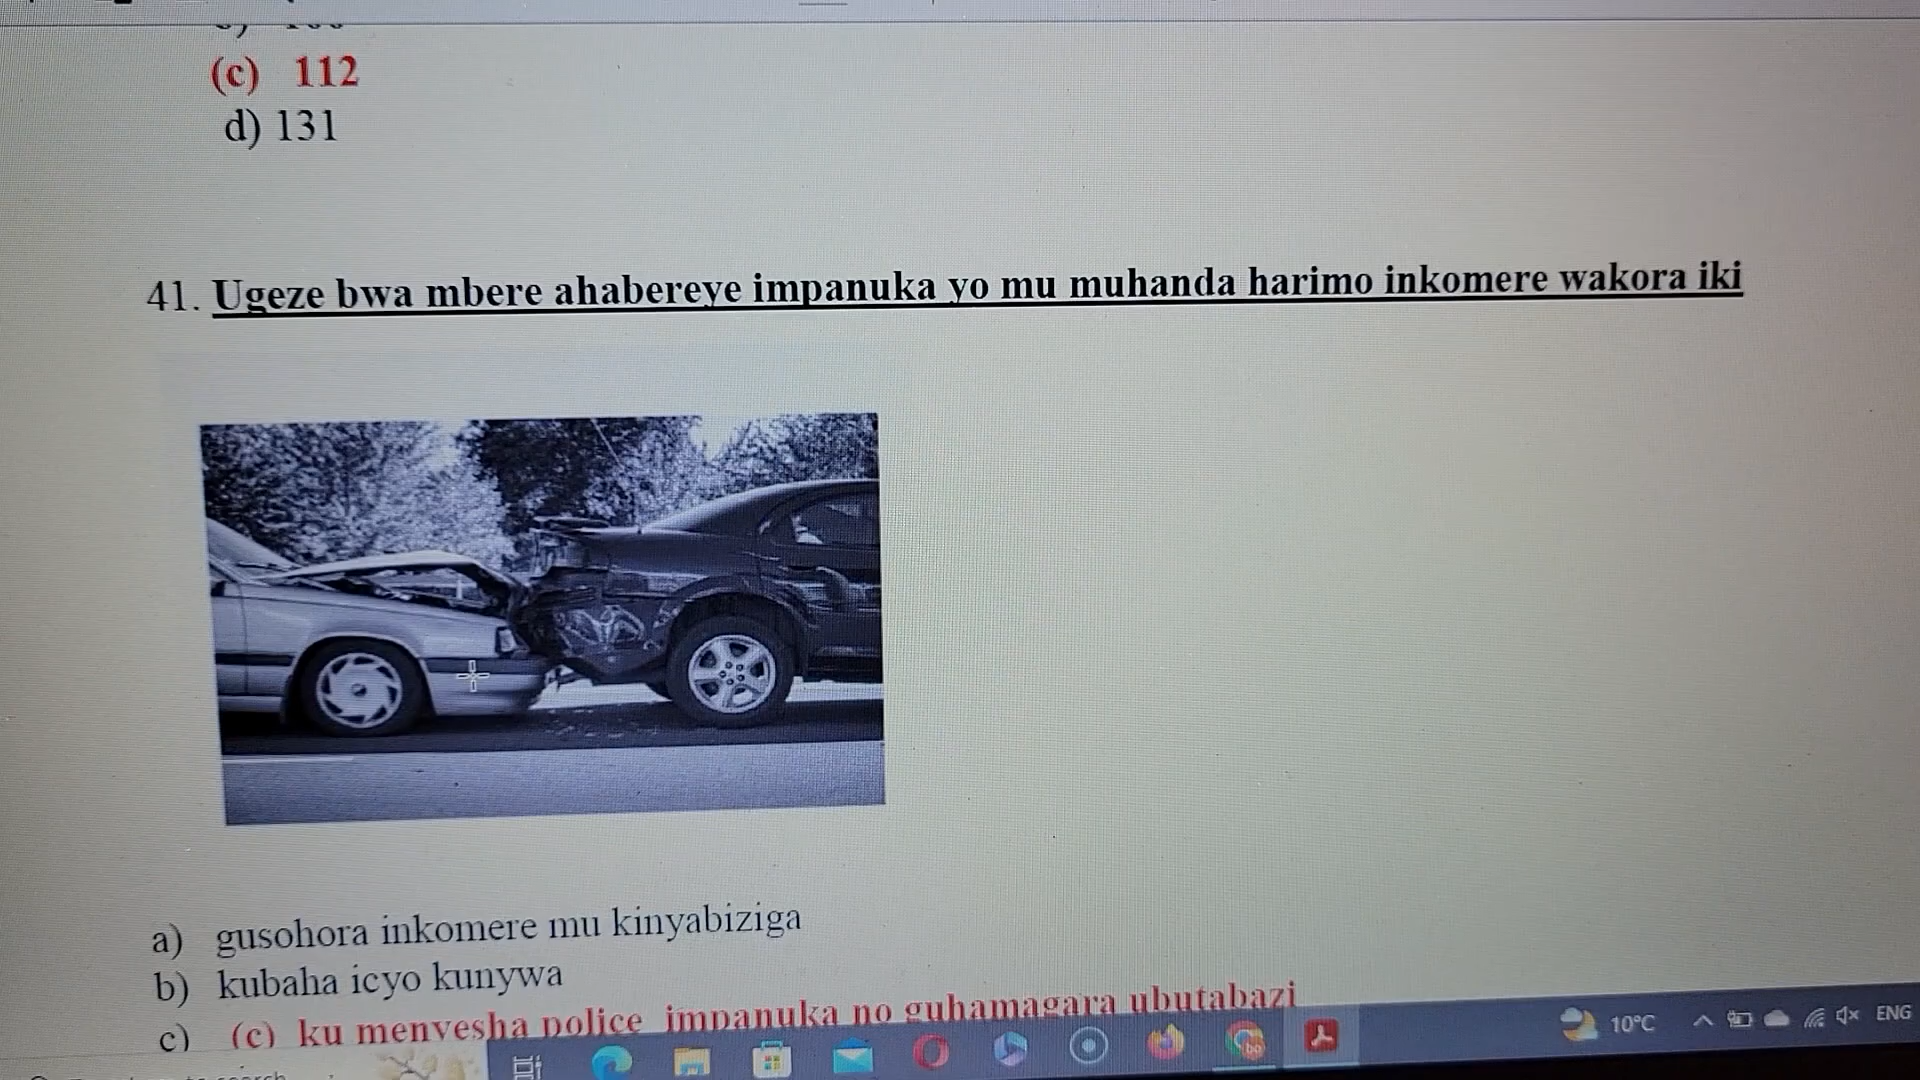 (c) 112
d) 131
41. Ugeze bwa mbere ahabereye impanuka yo mu muhanda harimo inkomere wakora iki
a) gusohora inkomere mu kinyabiziga
b) kubaha icyo kunywa
c) (c) ku menyesha police impanuka no guhamagara ubutabazi
10°C ENG